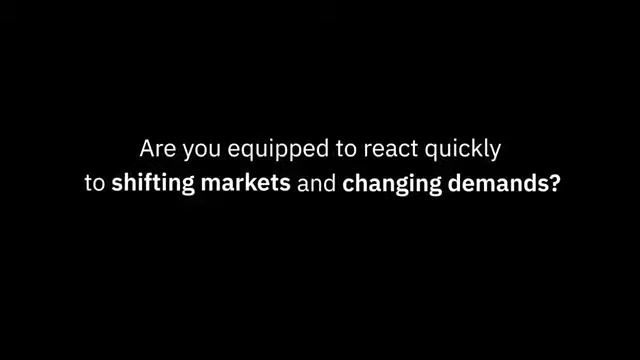 Are you equipped to react quickly
to shifting markets and changing demands?